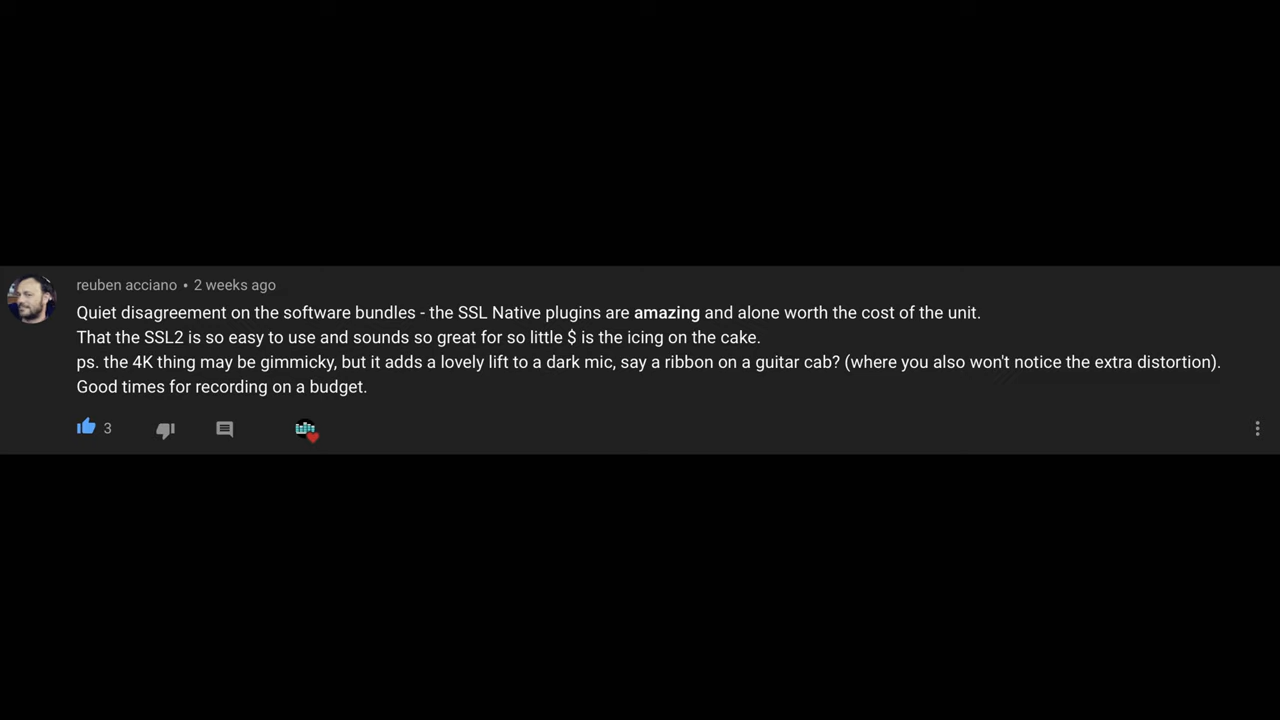 reuben acciano • 2 weeks ago
Quiet disagreement on the software bundles - the SSL Native plugins are amazing and alone worth the cost of the unit.
That the SSL2 is so easy to use and sounds so great for so little $ is the icing on the cake.
ps. the 4K thing may be gimmicky, but it adds a lovely lift to a dark mic, say a ribbon on a guitar cab? (where you also won't notice the extra distortion).
Good times for recording on a budget.
3